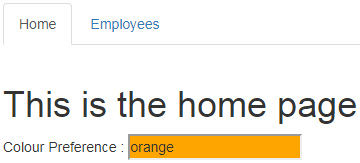 Home Employees
This is the home page
Colour Preference : orange